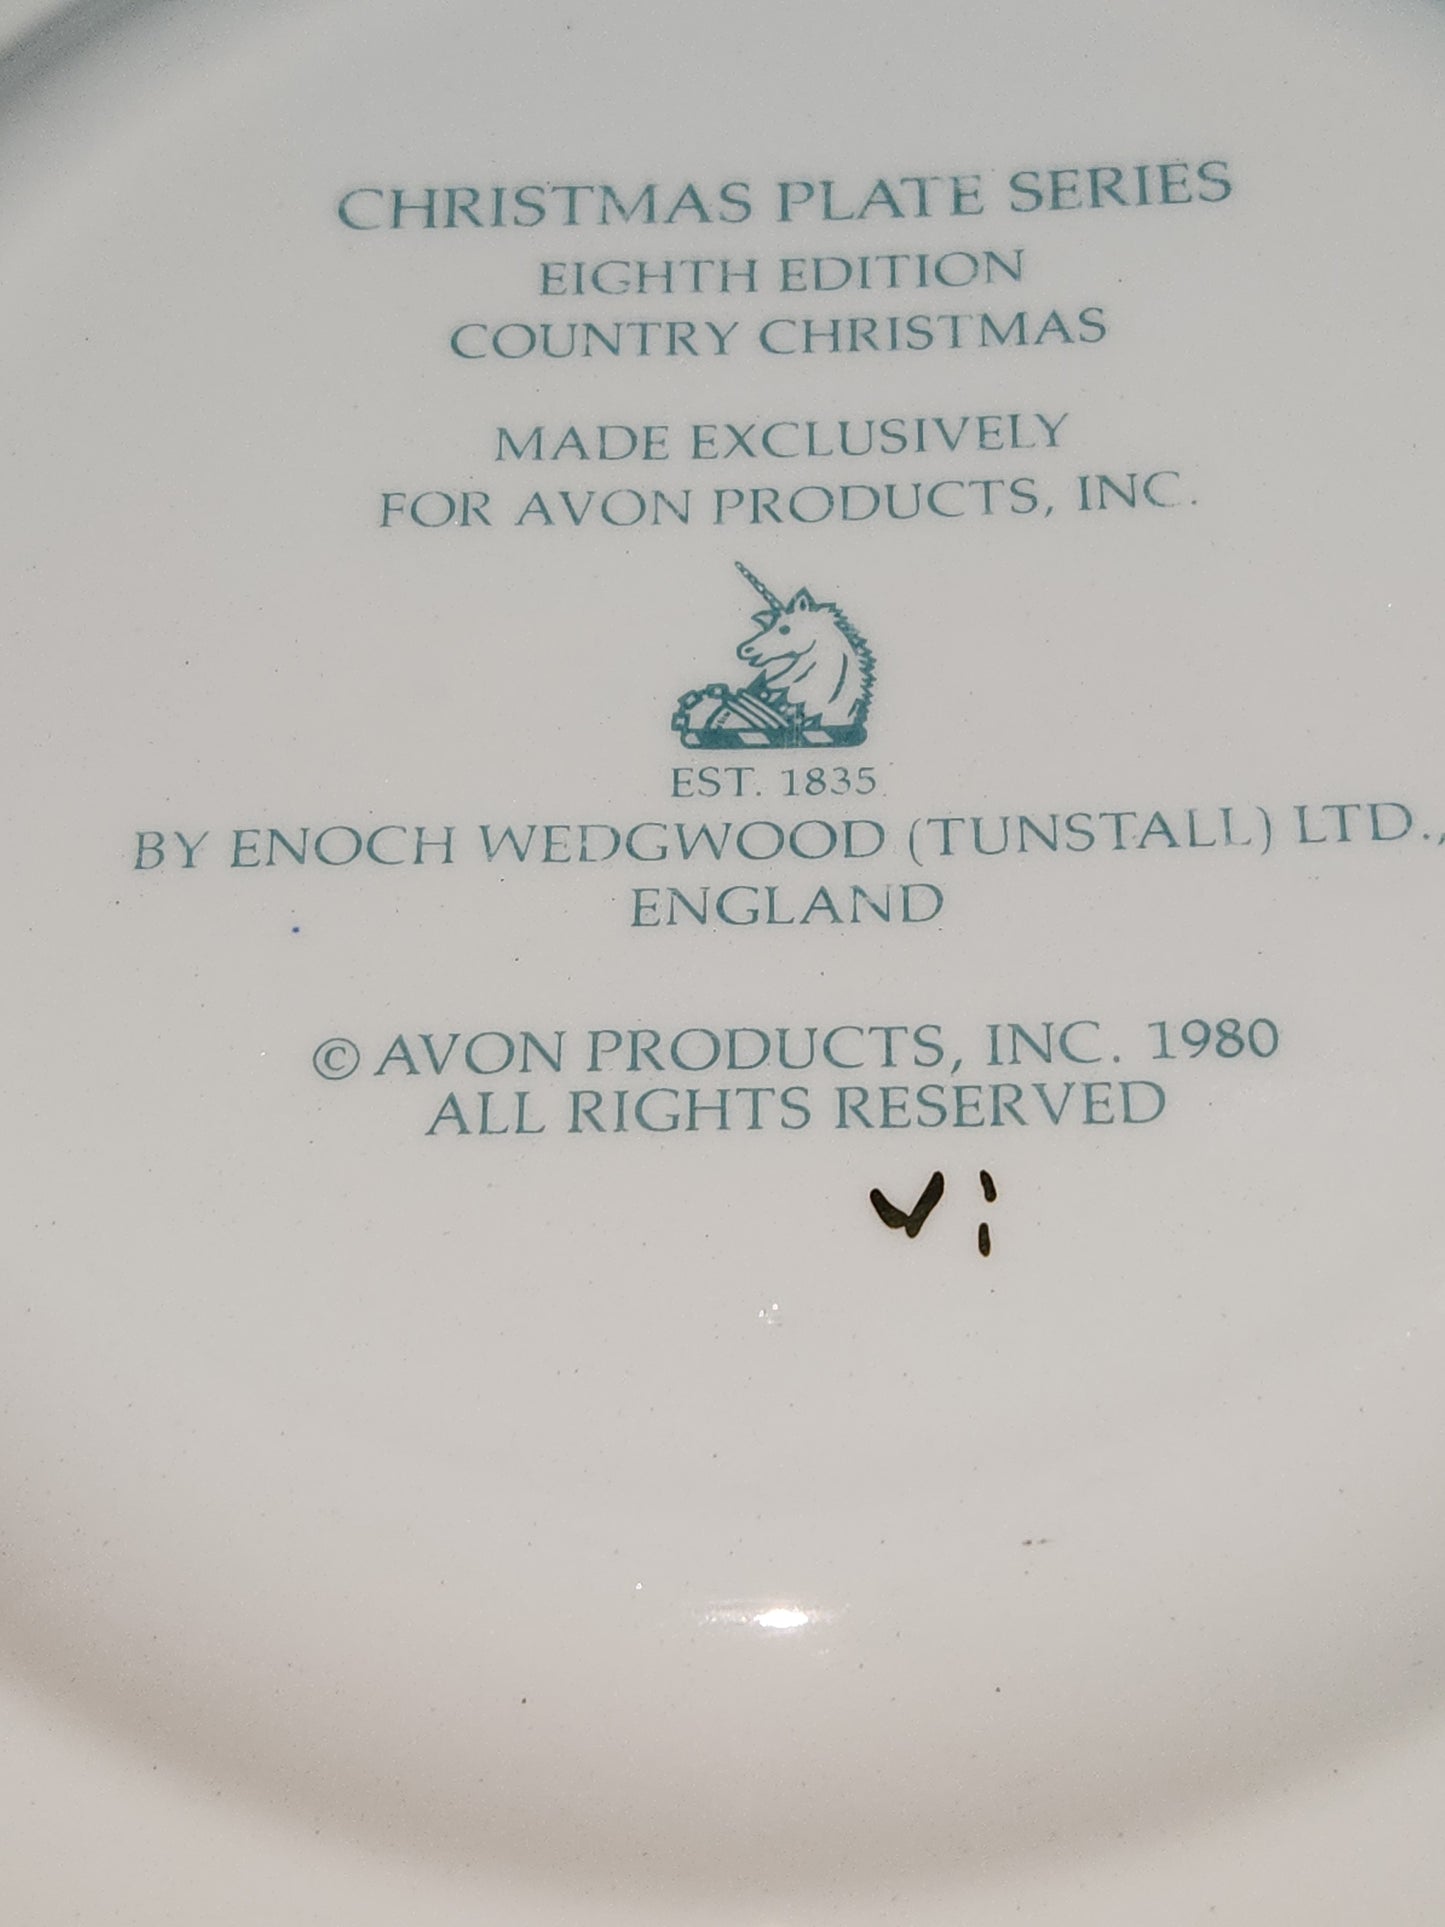 CHRISTMAS PLATE SERIES
EIGHTH EDITION
COUNTRY CHRISTMAS
MADE EXCLUSIVELY
FOR AVON PRODUCTS, INC.
EST. 1835
BY ENOCH WEDGWOOD (TUNSTALL) LTD.,
ENGLAND
© AVON PRODUCTS, INC. 1980
ALL RIGHTS RESERVED